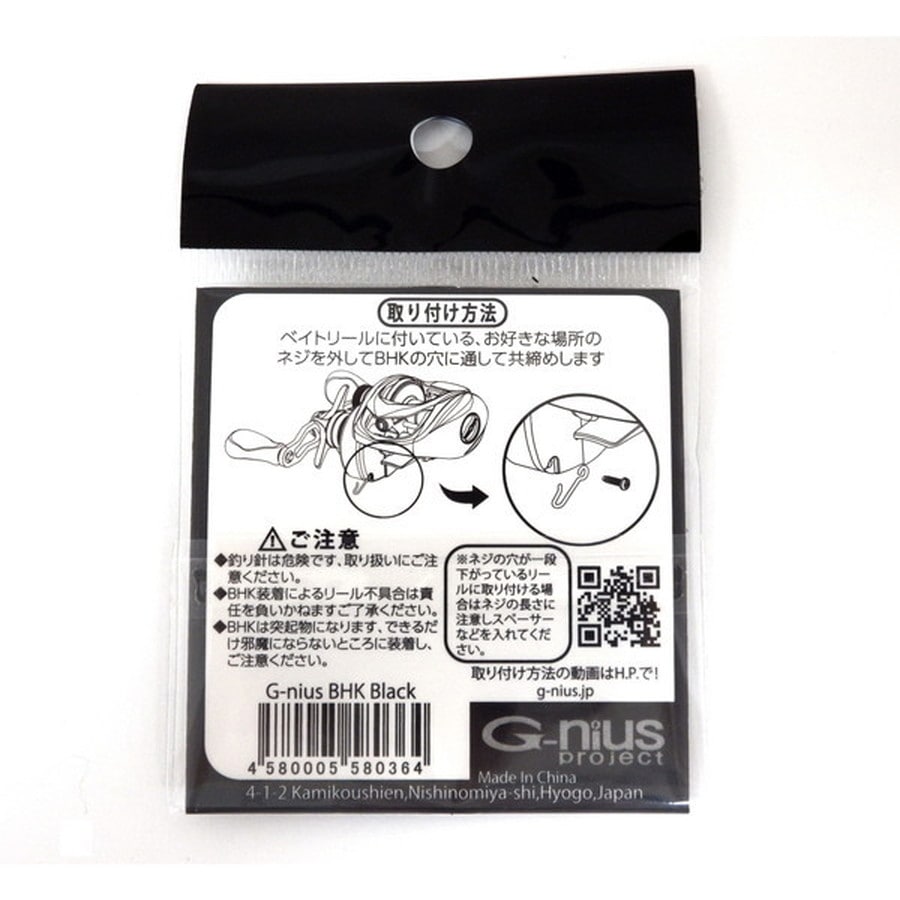 取り付け方法
ベイトリールに付いている、お好きな場所の
ネジを外してBHKの穴に通して共締めします
⚠ご注意
◆釣り針は危険です、取り扱いにご注
意ください。
◆BHK装着によるリール不具合は責
任を負いかねますご了承ください。
◆BHKは突起物になります、できるだ
け邪魔にならないところに装着し、
ご注意ください。
※ネジの穴が一段
下がっているリー
ルに取り付ける場
合はネジの長さに
注意しスペーサー
などを入れてくだ
さい。
取り付け方法の動画はH.P.で!
g-nius.jp
G-nius BHK Black
4 580005 580364
G-nius
project
Made In China
4-1-2 Kamikoushien,Nishinomiya-shi,Hyogo,Japan